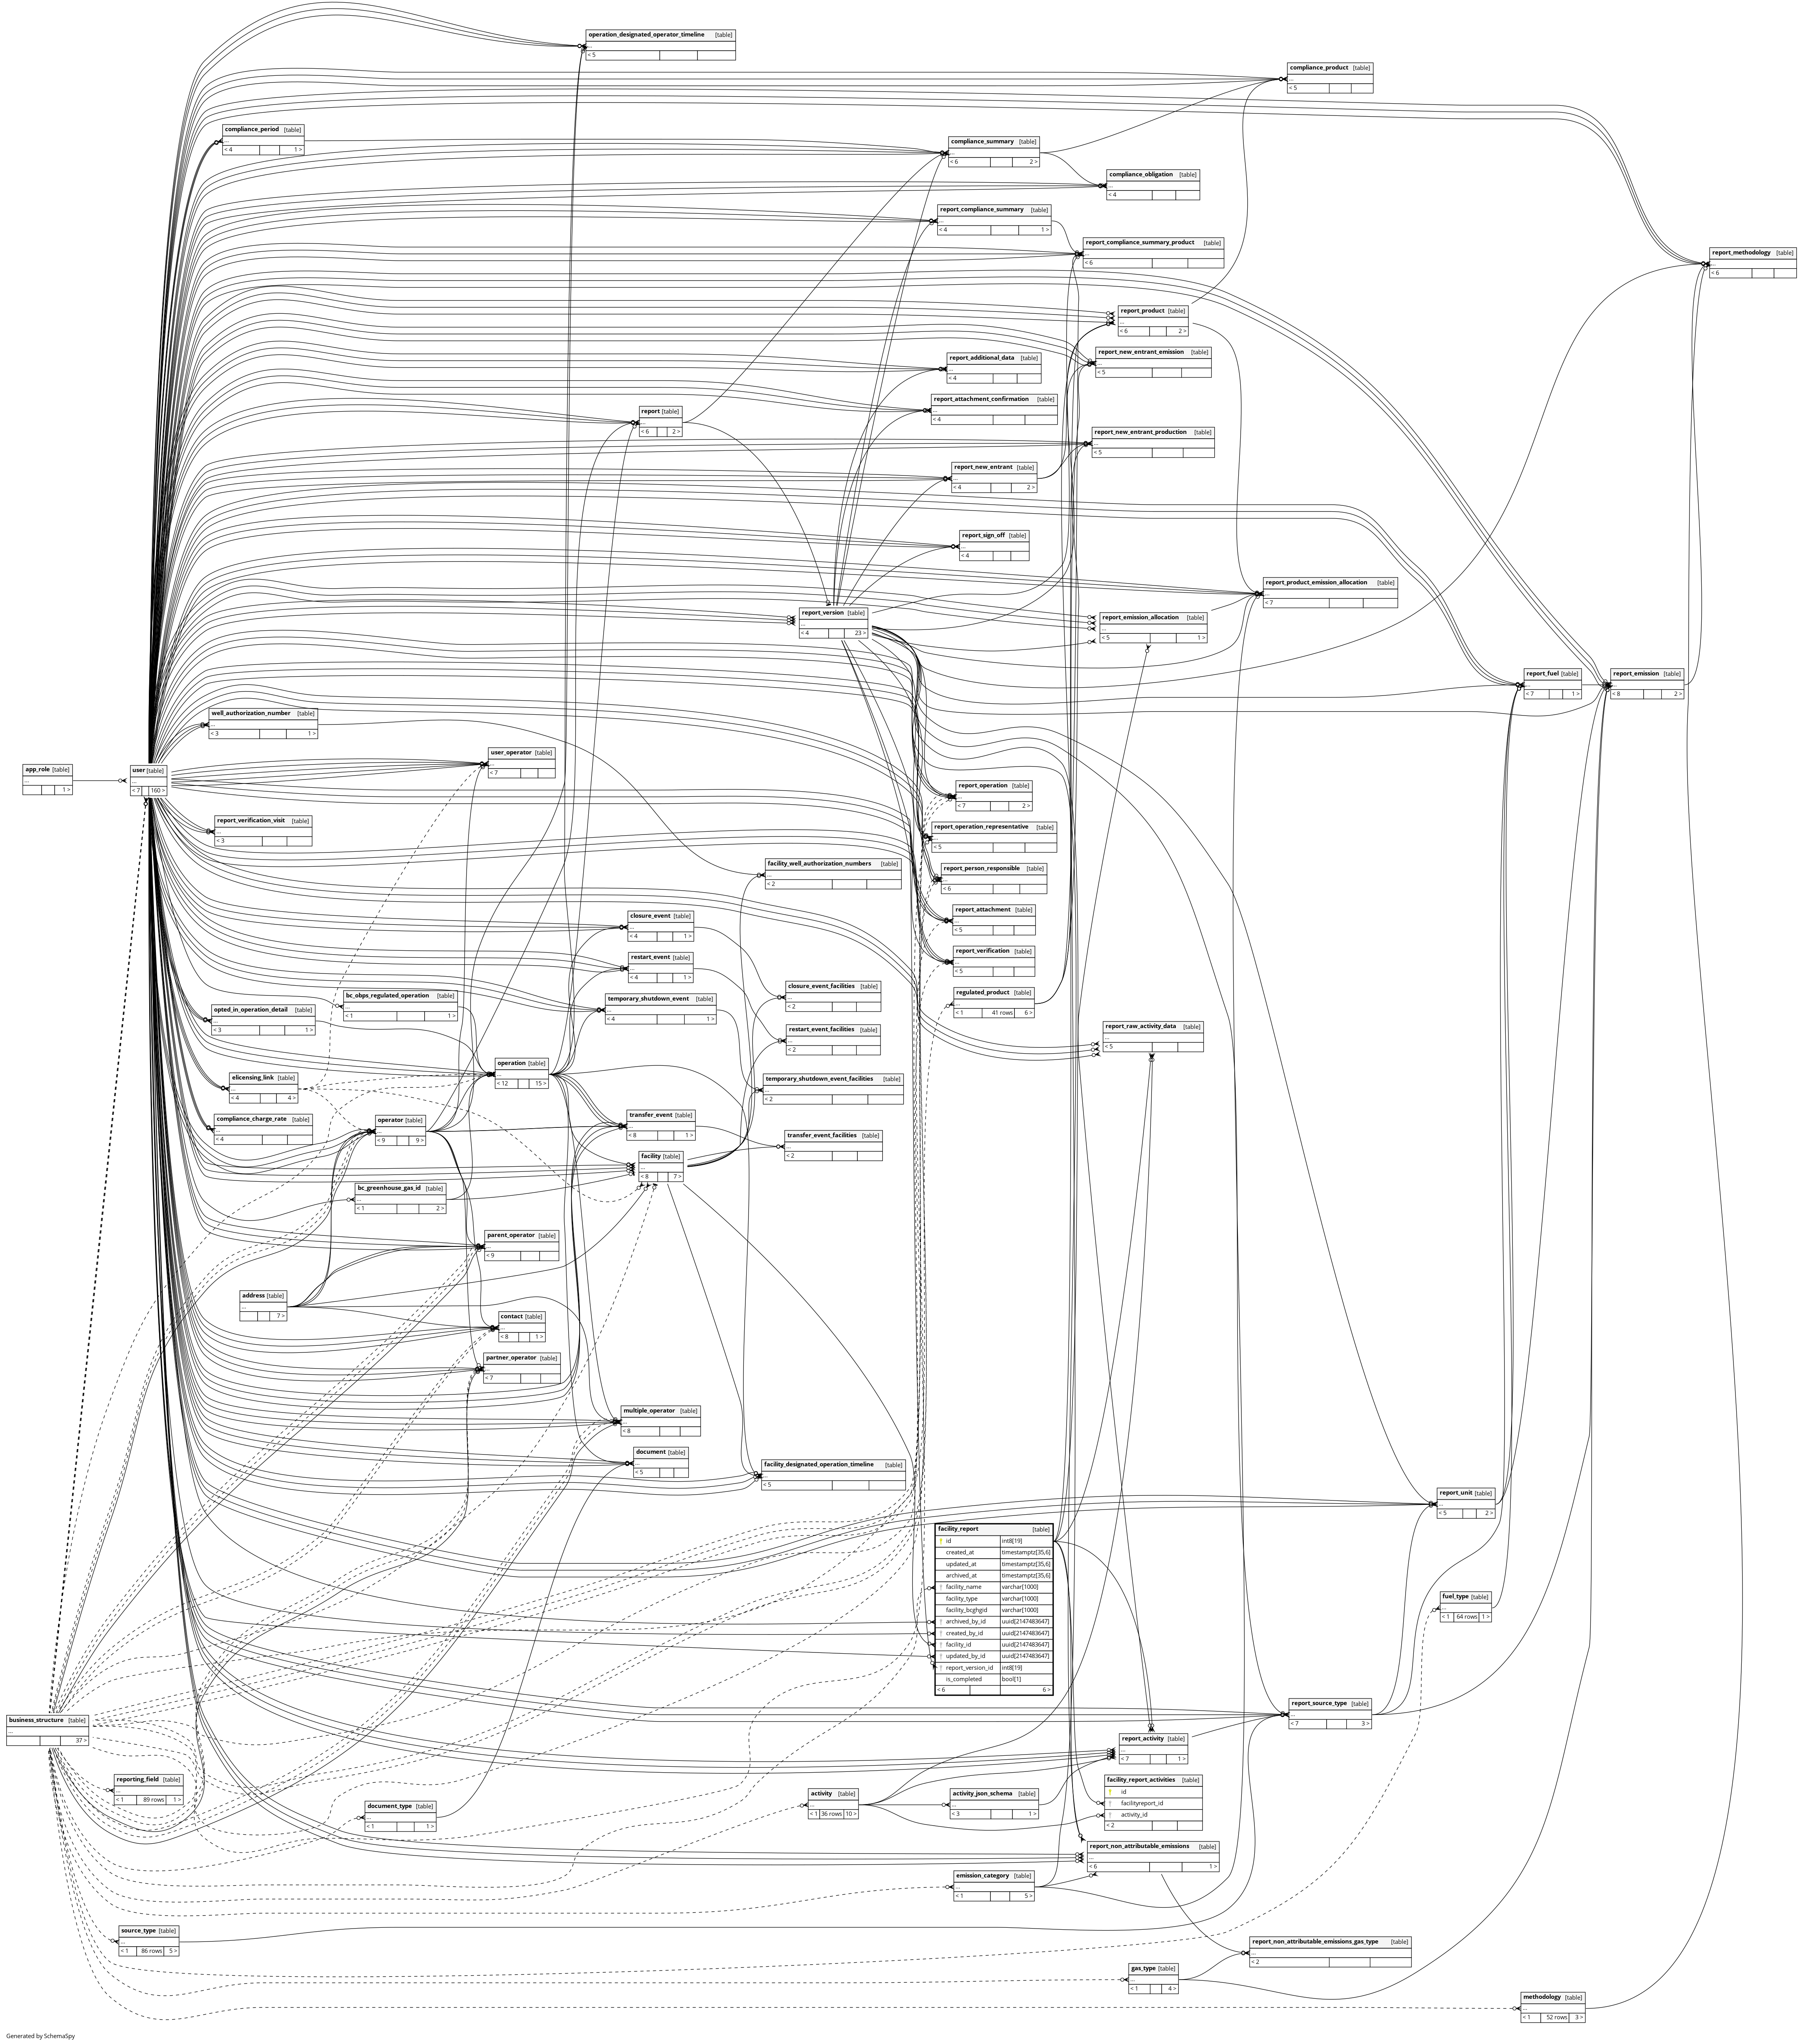 operation_designated_operator_timeline [table]
...
< 5
compliance_product [table]
...
< 5
compliance_period [table]
...
< 4 1 >
compliance_summary [table]
...
< 6 2 >
compliance_obligation [table]
...
< 4
report_compliance_summary [table]
...
< 4 1 >
report_compliance_summary_product [table]
...
< 6
report_methodology [table]
...
< 6
report_product [table]
...
< 6 2 >
report_new_entrant_emission [table]
...
< 5
report_additional_data [table]
...
< 4
report_attachment_confirmation [table]
...
< 4
report [table]
...
< 6 2 >
report_new_entrant_production [table]
...
< 5
report_new_entrant [table]
...
< 4 2 >
report_sign_off [table]
...
< 4
report_product_emission_allocation [table]
...
< 7
report_version [table]
...
< 4 23 >
report_emission_allocation [table]
...
< 5 1 >
report_fuel [table]
...
< 7 1 >
report_emission [table]
...
< 8 2 >
well_authorization_number [table]
...
< 3 1 >
user_operator [table]
...
< 7
app_role [table]
...
1 >
user [table]
...
< 7 160 >
report_operation [table]
...
< 7 2 >
report_verification_visit [table]
...
< 3
report_operation_representative [table]
...
< 5
facility_well_authorization_numbers [table]
...
< 2
report_person_responsible [table]
...
< 6
report_attachment [table]
...
< 5
closure_event [table]
...
< 4 1 >
report_verification [table]
...
< 5
restart_event [table]
...
< 4 1 >
closure_event_facilities [table]
...
< 2
regulated_product [table]
...
< 1 41 rows 6 >
bc_obps_regulated_operation [table]
...
< 1 1 >
opted_in_operation_detail [table]
...
< 3 1 >
temporary_shutdown_event [table]
...
< 4 1 >
restart_event_facilities [table]
...
< 2
report_raw_activity_data [table]
...
< 5
operation [table]
...
< 12 15 >
elicensing_link [table]
...
< 4 4 >
temporary_shutdown_event_facilities [table]
...
< 2
compliance_charge_rate [table]
...
< 4
operator [table]
...
< 9 9 >
transfer_event [table]
...
< 8 1 >
transfer_event_facilities [table]
...
< 2
facility [table]
...
< 8 7 >
bc_greenhouse_gas_id [table]
...
< 1 2 >
parent_operator [table]
...
< 9
address [table]
...
7 >
contact [table]
...
< 8 1 >
partner_operator [table]
...
< 7
multiple_operator [table]
...
< 8
document [table]
...
< 5
facility_designated_operation_timeline [table]
...
< 5
report_unit [table]
...
< 5 2 >
facility_report [table]
id int8[19]
created_at timestamptz[35,6]
updated_at timestamptz[35,6]
archived_at timestamptz[35,6]
facility_name varchar[1000]
facility_type varchar[1000]
facility_bcghgid varchar[1000]
archived_by_id uuid[2147483647]
created_by_id uuid[2147483647]
facility_id uuid[2147483647]
updated_by_id uuid[2147483647]
report_version_id int8[19]
is_completed bool[1]
< 6 6 >
fuel_type [table]
...
< 1 64 rows 1 >
report_source_type [table]
...
< 7 3 >
business_structure [table]
...
37 >
report_activity [table]
...
< 7 1 >
reporting_field [table]
...
< 1 89 rows 1 >
facility_report_activities [table]
id
facilityreport_id
activity_id
< 2
document_type [table]
...
< 1 1 >
activity [table]
...
< 1 36 rows 10 >
activity_json_schema [table]
...
< 3 1 >
report_non_attributable_emissions [table]
...
< 6 1 >
emission_category [table]
...
< 1 5 >
source_type [table]
...
< 1 86 rows 5 >
report_non_attributable_emissions_gas_type [table]
...
< 2
gas_type [table]
...
< 1 4 >
methodology [table]
...
< 1 52 rows 3 >
Generated by SchemaSpy